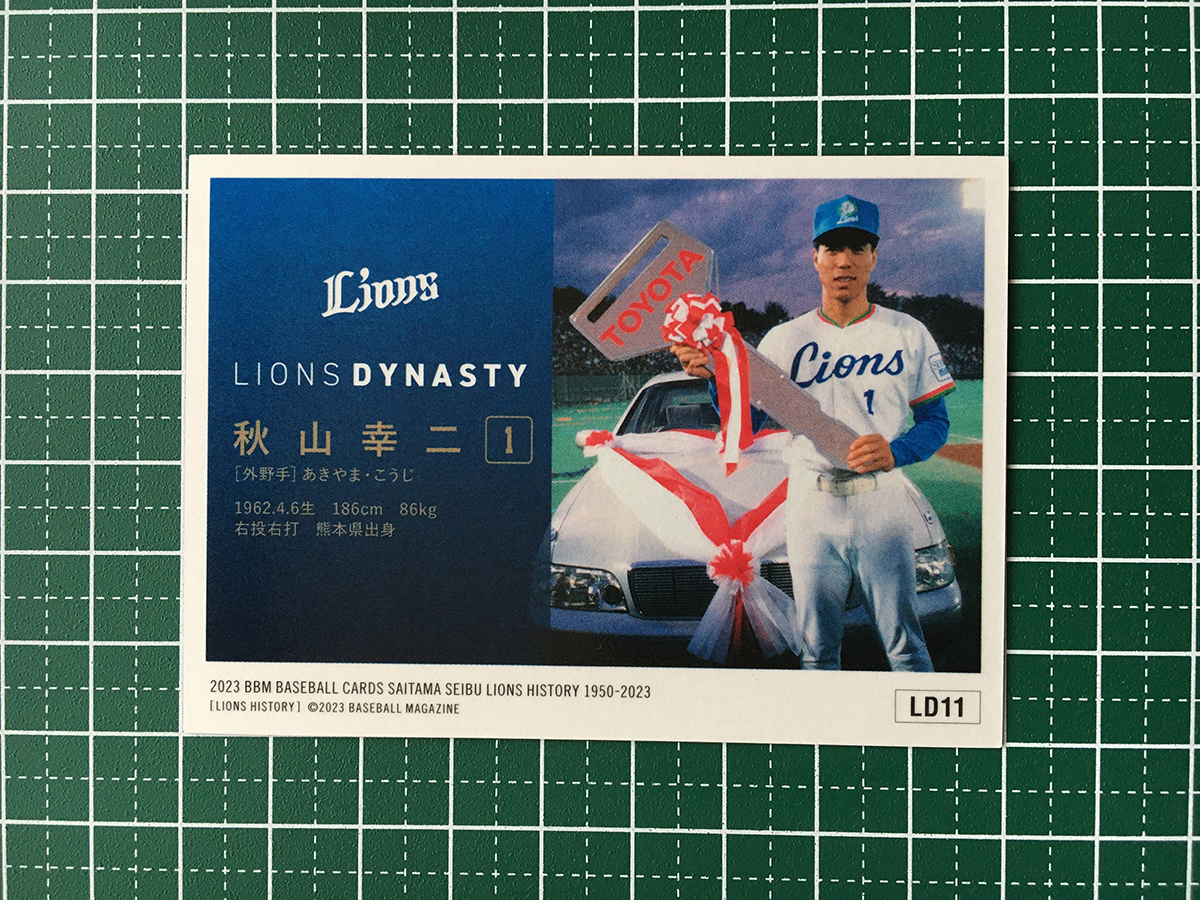 Lions
LIONS DYNASTY
秋山幸二 1
[外野手] あきやま・こうじ
1962.4.6生 186cm 86kg
右投右打 熊本県出身
TOYOTA
Lions
Lions
1
2023 BBM BASEBALL CARDS SAITAMA SEIBU LIONS HISTORY 1950-2023
[LIONS HISTORY] ©2023 BASEBALL MAGAZINE
LD11